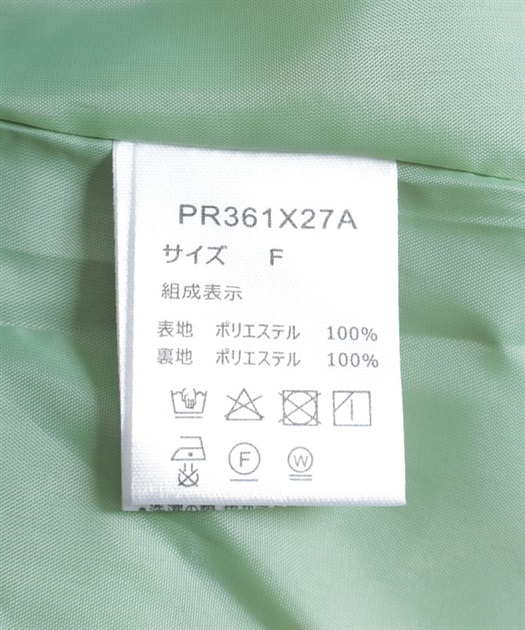 PR361X27A
サイズ F
組成表示
表地 ポリエステル 100%
裏地 ポリエステル 100%
F
W